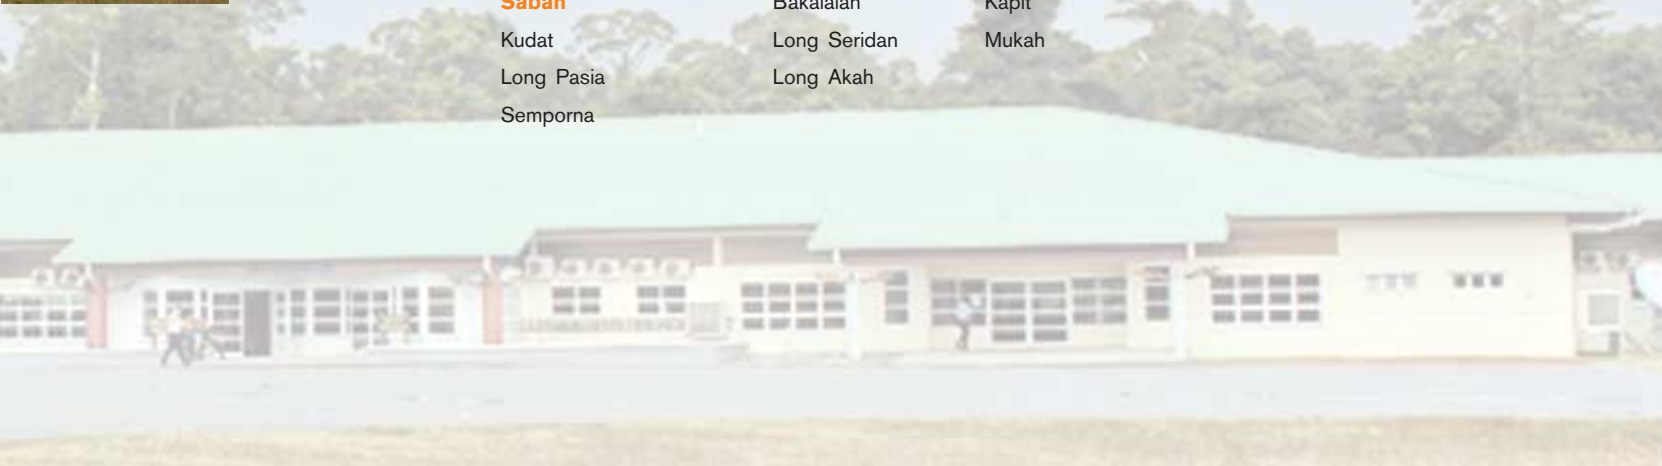 Sabah
Kudat
Long Pasia
Semporna
Bakalalan
Long Seridan
Long Akah
Kapit
Mukah